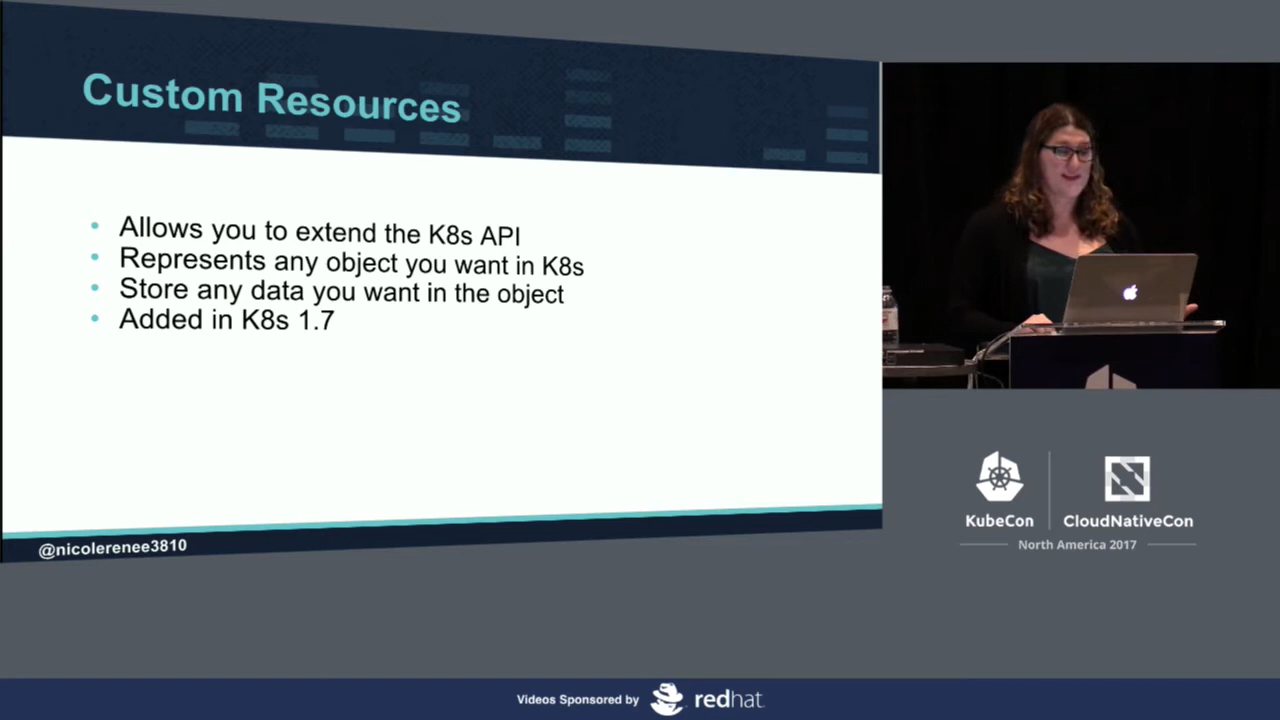 Custom Resources
Allows you to extend the K8s API
Represents any object you want in K8s
Store any data you want in the object
Added in K8s 1.7
@nicolerenee3810
KubeCon
CloudNativeCon
North America 2017
Videos Sponsored by
redhat